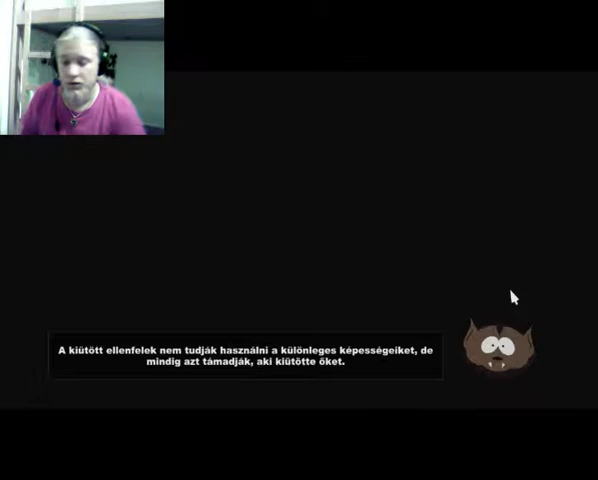 A kiütött ellenfelek nem tudják használni a különleges képességeiket, de
mindig azt támadják, aki kiütötte őket.